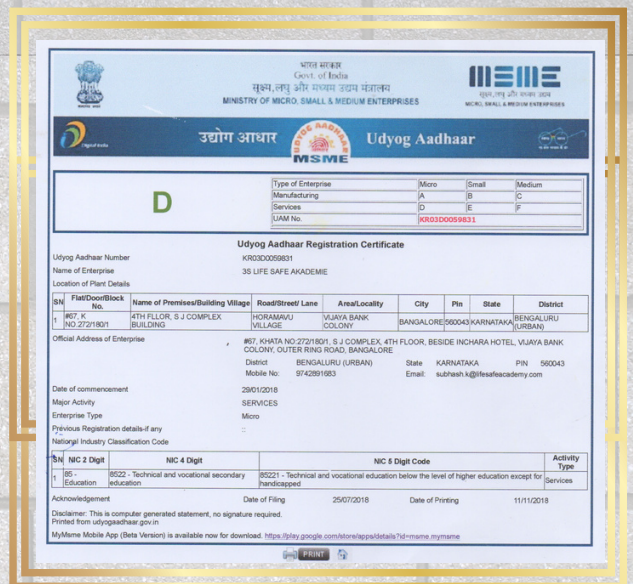 भारत सरकार
Govt. of India
सूक्ष्म, लघु और मध्यम उद्यम मंत्रालय
MINISTRY OF MICRO, SMALL & MEDIUM ENTERPRISES
सूक्ष्म, लघु और मध्यम उद्यम
MICRO, SMALL & MEDIUM ENTERPRISES
Digital India
उद्योग आधार
UDYOG AADHAAR
MSME
Udyog Aadhaar
D
Type of Enterprise Micro Small Medium
Manufacturing A B C
Services D E F
UAM No. KR03D0059831
Udyog Aadhaar Registration Certificate
Udyog Aadhaar Number KR03D0059831
Name of Enterprise 3S LIFE SAFE AKADEMIE
Location of Plant Details
SN Flat/Door/Block No. Name of Premises/Building Village Road/Street/ Lane Area/Locality City Pin State District
1 #67, K NO.272/180/1 4TH FLLOR, S J COMPLEX BUILDING HORAMAVU VILLAGE VIJAYA BANK COLONY BANGALORE 560043 KARNATAKA BENGALURU (URBAN)
Official Address of Enterprise #67, KHATA NO:272/180/1, S J COMPLEX, 4TH FLOOR, BESIDE INCHARA HOTEL, VIJAYA BANK
COLONY, OUTER RING ROAD, BANGALORE
District BENGALURU (URBAN) State KARNATAKA PIN 560043
Mobile No: 9742891683 Email: subhash.k@lifesafeacademy.com
Date of commencement 29/01/2018
Major Activity SERVICES
Enterprise Type Micro
Previous Registration details-if any ::
National Industry Classification Code
SN NIC 2 Digit NIC 4 Digit NIC 5 Digit Code Activity Type
1 85 - Education 8522 - Technical and vocational secondary education 85221 - Technical and vocational education below the level of higher education except for handicapped Services
Acknowledgement Date of Filing 25/07/2018 Date of Printing 11/11/2018
Disclaimer: This is computer generated statement, no signature required.
Printed from udyogaadhaar.gov.in
MyMsme Mobile App (Beta Version) is available now for download. https://play.google.com/store/apps/details?id=msme.mymsme
PRINT